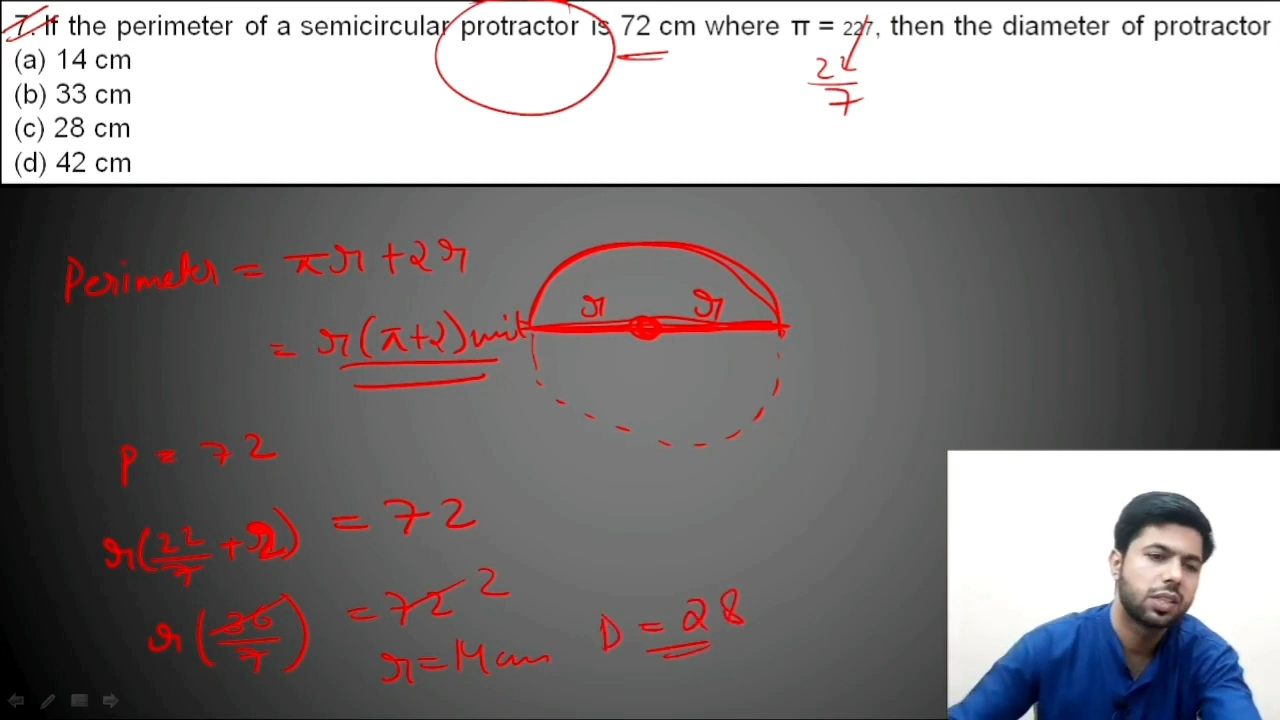 7. If the perimeter of a semicircular protractor is 72 cm where π = 227, then the diameter of protractor
22
7
(a) 14 cm
(b) 33 cm
(c) 28 cm
(d) 42 cm
Perimeter = πr + 2r
= r(π+2) unit
r r
P = 72
r(22/7 + 2) = 72
r(36/7) = 72 2
r = 14 cm
D = 28